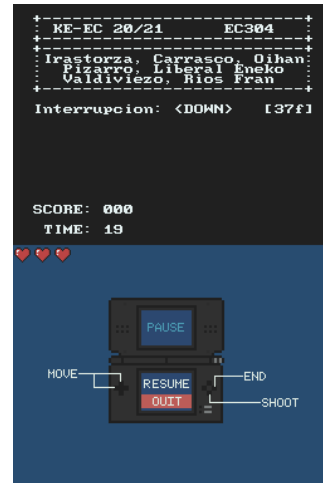 KE-EC 20/21 EC304
Irastorza, Carrasco, Oihan
Pizarro, Liberal Eneko
Valdiviezo, Rios Fran
Interrupcion: <DOWN> [37f]
SCORE: 000
TIME: 19
PAUSE
MOVE
RESUME
QUIT
END
SHOOT